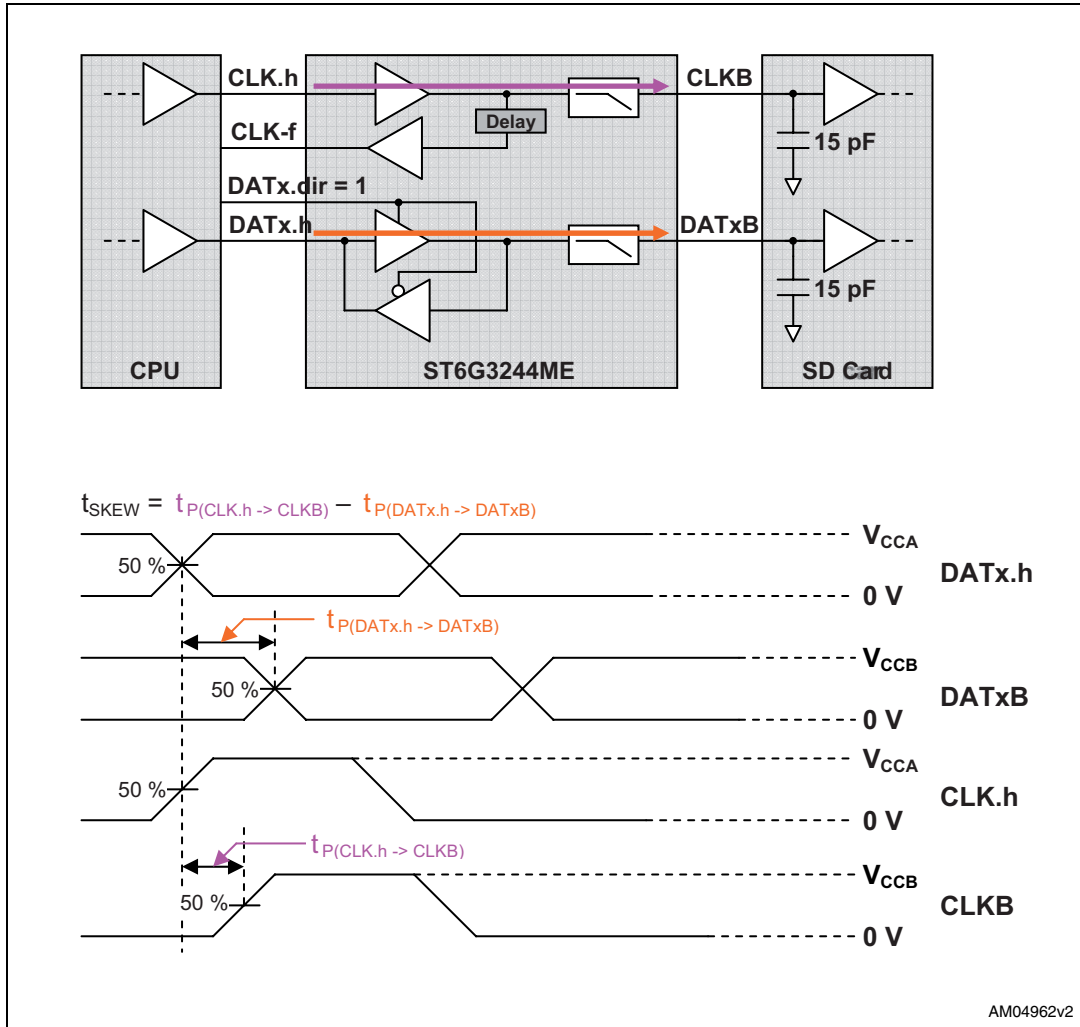 CLK.h
CLKB
Delay
CLK-f
15 pF
DATx.dir = 1
DATx.h
DATxB
15 pF
CPU
ST6G3244ME
SD Card
tSKEW = tP(CLK.h -> CLKB) – tP(DATx.h -> DATxB)
VCCA
50 %
DATx.h
0 V
tP(DATx.h -> DATxB)
VCCB
50 %
DATxB
0 V
VCCA
50 %
CLK.h
0 V
tP(CLK.h -> CLKB)
VCCB
50 %
CLKB
0 V
AM04962v2